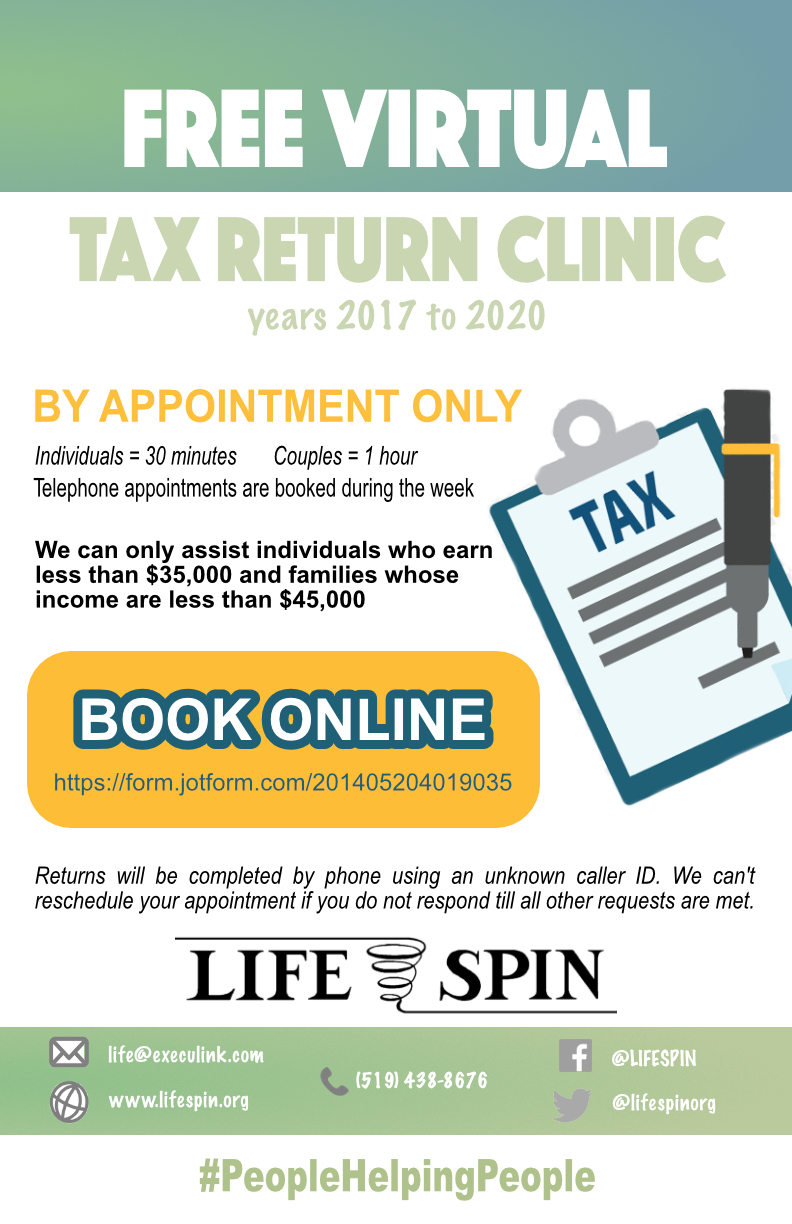 FREE VIRTUAL
TAX RETURN CLINIC
years 2017 to 2020
BY APPOINTMENT ONLY
Individuals = 30 minutes Couples = 1 hour
Telephone appointments are booked during the week
We can only assist individuals who earn
less than $35,000 and families whose
income are less than $45,000
TAX
BOOK ONLINE
https://form.jotform.com/201405204019035
Returns will be completed by phone using an unknown caller ID. We can't
reschedule your appointment if you do not respond till all other requests are met.
LIFE SPIN
life@execulink.com
www.lifespin.org
(519) 438-8676
@LIFESPIN
@lifespinorg
#PeopleHelpingPeople